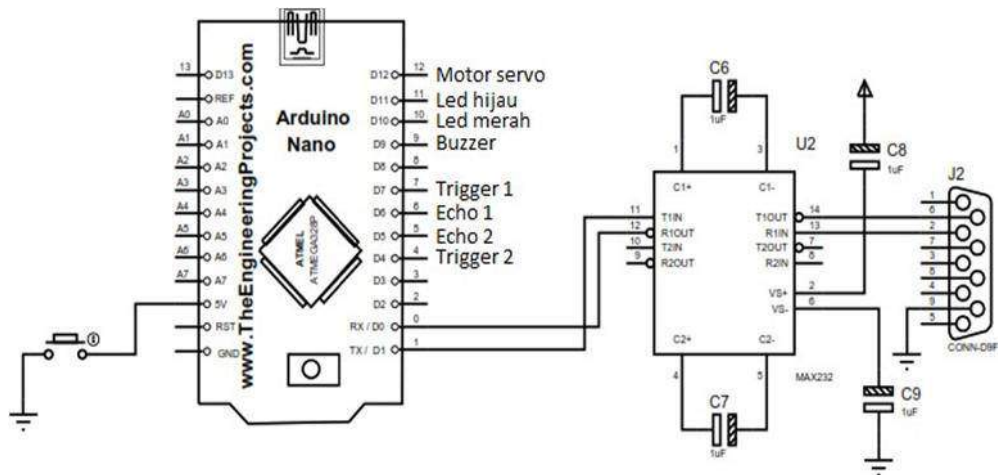 www.TheEngineeringProjects.com
Arduino
Nano
ATMEL
ATMEGA328P
13 D13
REF
A0 A0
A1 A1
A2 A2
A3 A3
A4 A4
A5 A5
A6 A6
A7 A7
5V
RST
GND
D12 12 Motor servo
D11 11 Led hijau
D10 10 Led merah
D9 9 Buzzer
D8 8
D7 7 Trigger 1
D6 6 Echo 1
D5 5 Echo 2
D4 4 Trigger 2
D3 3
D2 2
RX / D0 0
TX / D1 1
C6
1uF
U2
1 3
C1+ C1-
11 T1IN T1OUT 14
12 R1OUT R1IN 13
10 T2IN T2OUT 7
9 R2OUT R2IN 8
VS+ 2
VS- 6
C2+ C2-
4 5
MAX232
C7
1uF
C8
1uF
C9
1uF
J2
1
6
2
7
3
8
4
9
5
CONN-D9F